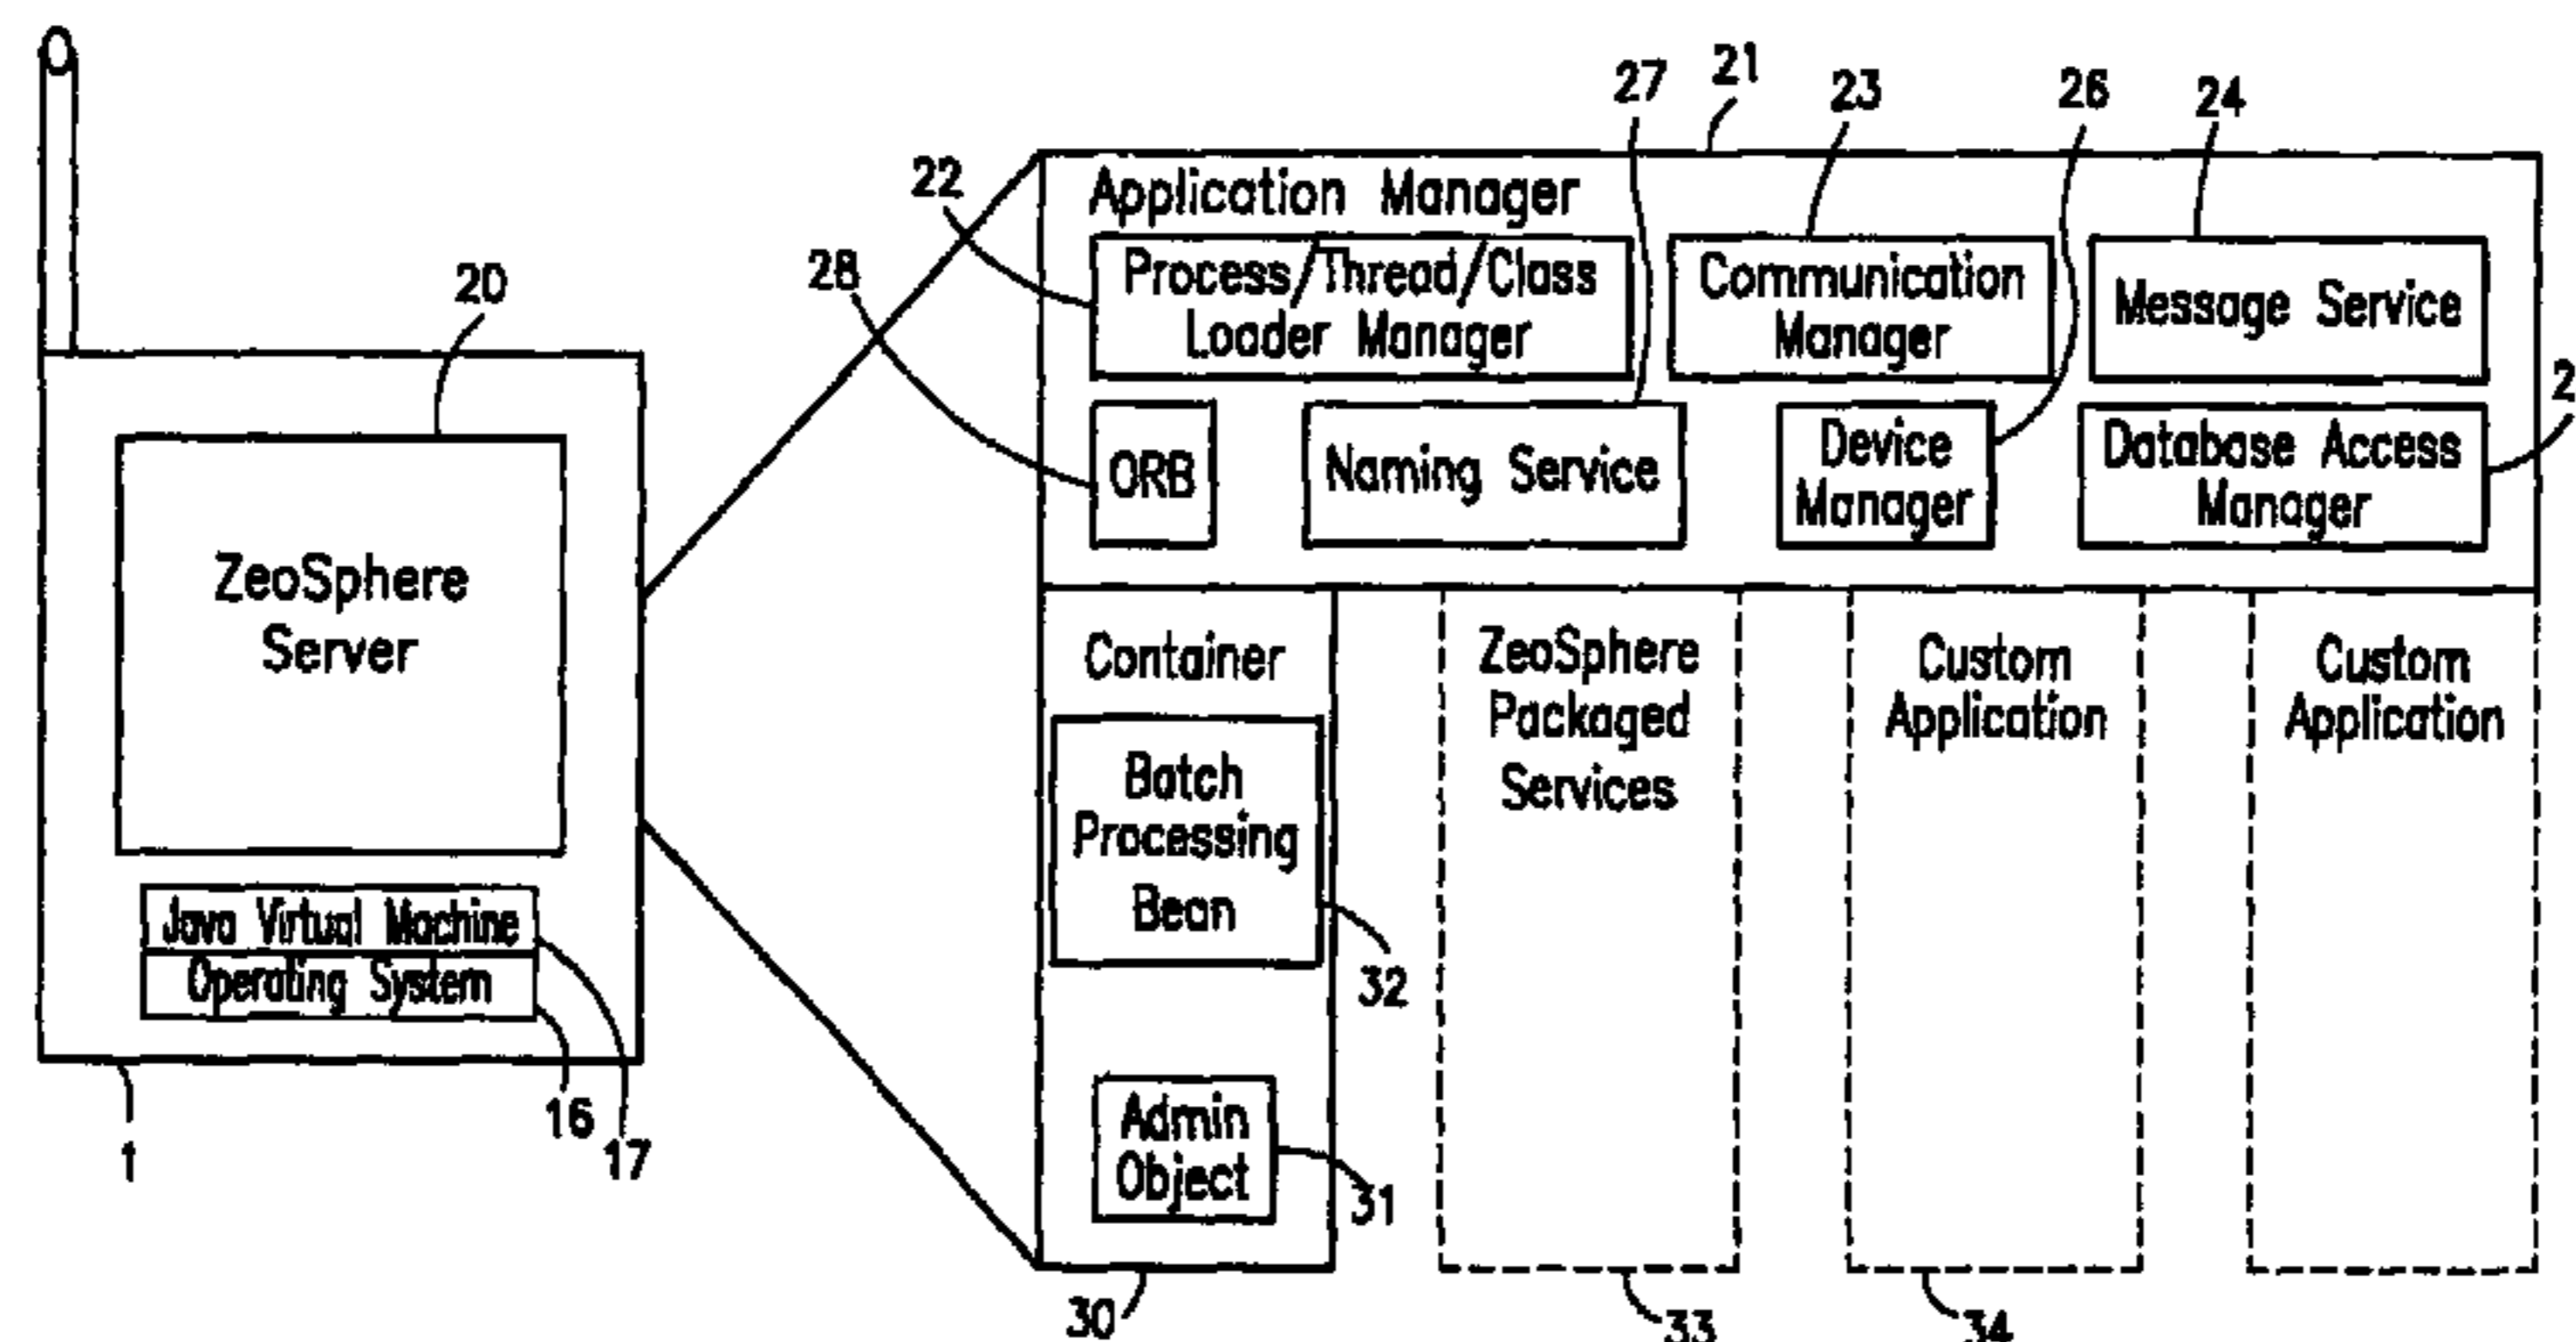 21
27
23
26
24
22
Application Manager
28
Process/Thread/Class
Loader Manager
Communication
Manager
Message Service
20
ORB
Naming Service
Device
Manager
Database Access
Manager
ZeoSphere
Server
Container
ZeoSphere
Packaged
Services
Custom
Application
Custom
Application
Batch
Processing
Bean
Java Virtual Machine
Operating System
32
16
1
17
Admin
Object
31
30
33
34